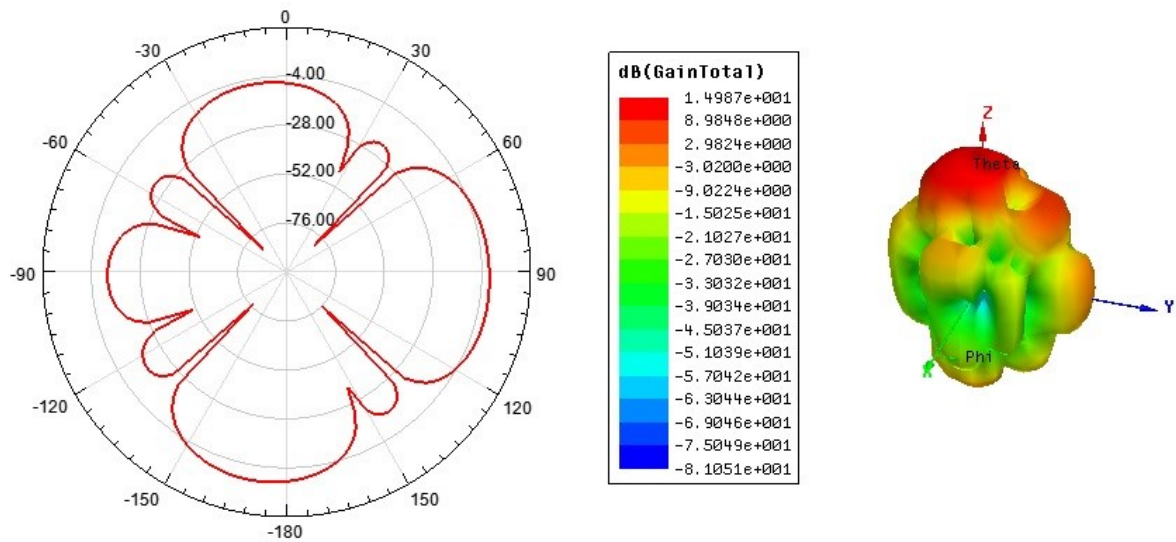 0
30
60
90
120
150
-180
-150
-120
-90
-60
-30
-4.00
-28.00
-52.00
-76.00
dB(GainTotal)
1.4987e+001
8.9848e+000
2.9824e+000
-3.0200e+000
-9.0224e+000
-1.5025e+001
-2.1027e+001
-2.7030e+001
-3.3032e+001
-3.9034e+001
-4.5037e+001
-5.1039e+001
-5.7042e+001
-6.3044e+001
-6.9046e+001
-7.5049e+001
-8.1051e+001
Z
Theta
Y
Phi
X